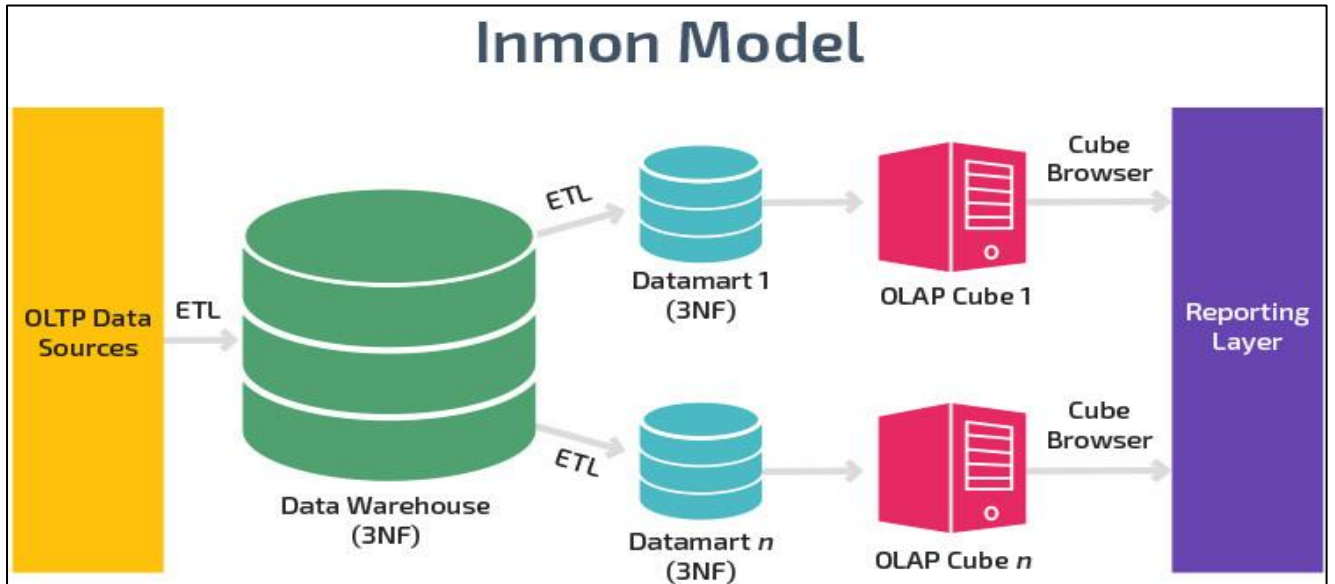 Inmon Model
OLTP Data
Sources
ETL
Data Warehouse
(3NF)
ETL
ETL
Datamart 1
(3NF)
Datamart n
(3NF)
OLAP Cube 1
OLAP Cube n
Cube
Browser
Cube
Browser
Reporting
Layer